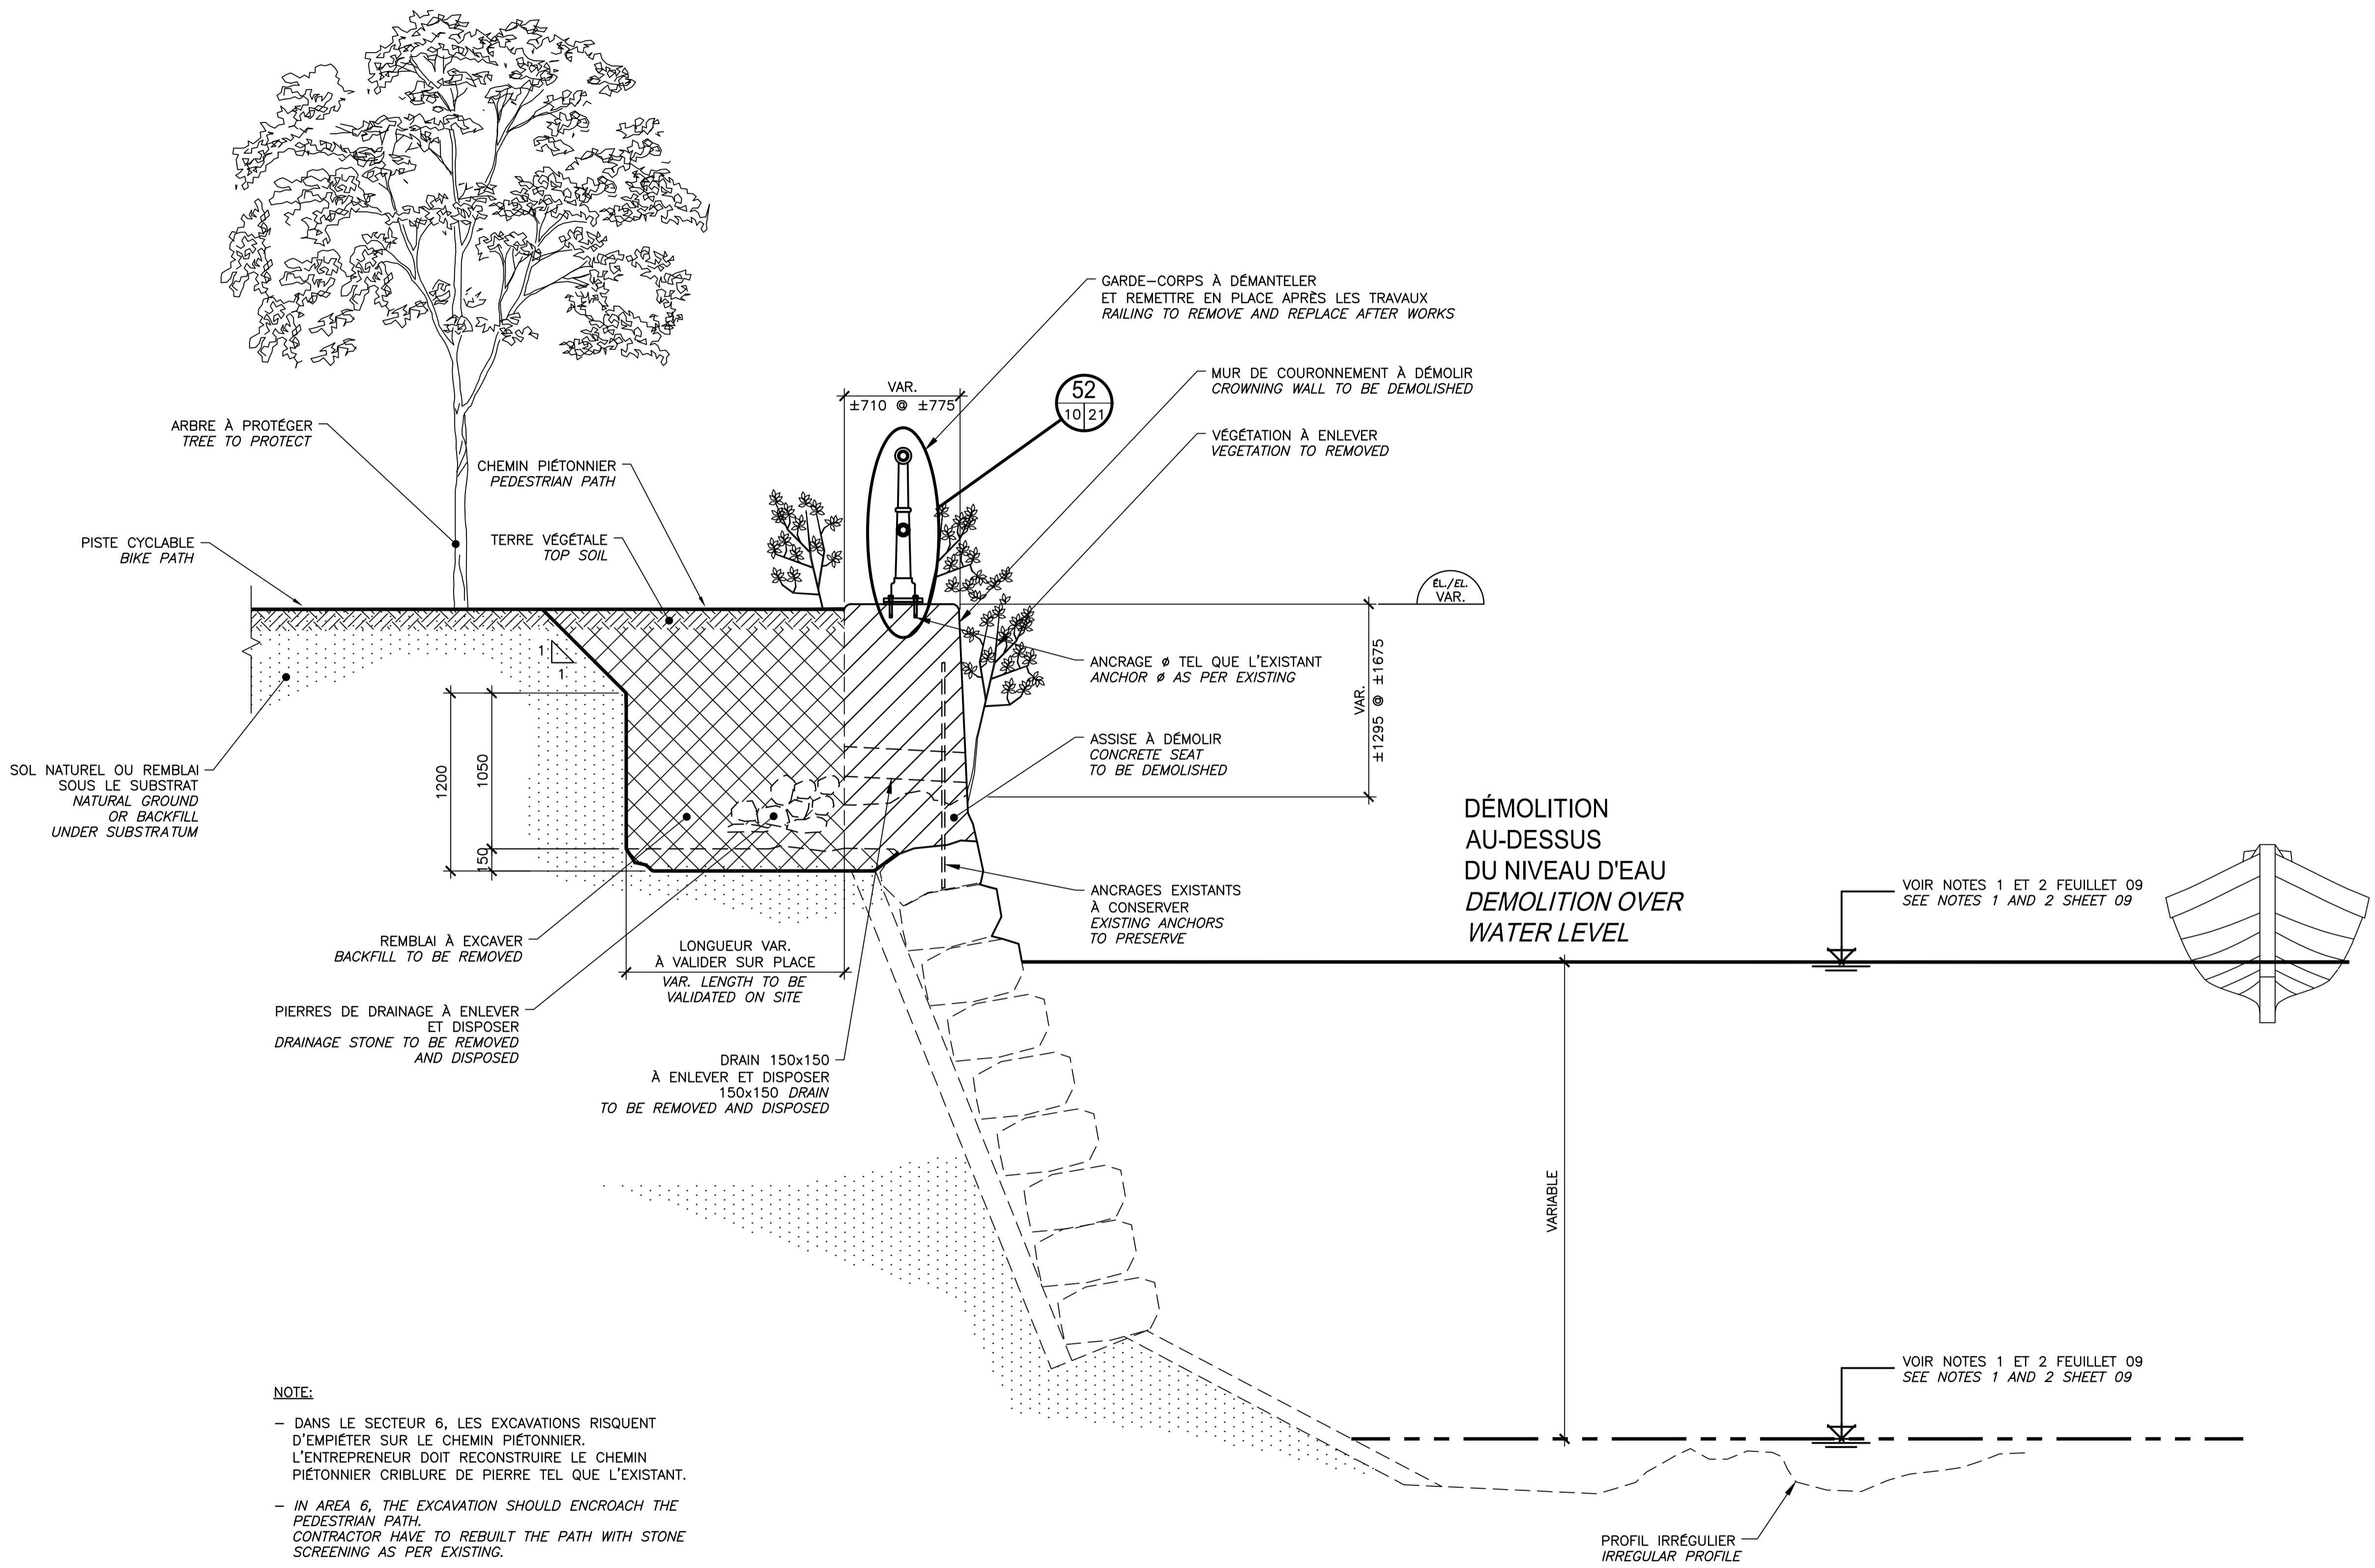 GARDE-CORPS À DÉMANTELER
ET REMETTRE EN PLACE APRÈS LES TRAVAUX
RAILING TO REMOVE AND REPLACE AFTER WORKS
MUR DE COURONNEMENT À DÉMOLIR
CROWNING WALL TO BE DEMOLISHED
VAR.
±710 @ ±775
52
10 21
ARBRE À PROTÉGER
TREE TO PROTECT
VÉGÉTATION À ENLEVER
VEGETATION TO REMOVED
CHEMIN PIÉTONNIER
PEDESTRIAN PATH
PISTE CYCLABLE
BIKE PATH
TERRE VÉGÉTALE
TOP SOIL
ÉL./EL.
VAR.
1
1
ANCRAGE ø TEL QUE L'EXISTANT
ANCHOR ø AS PER EXISTING
VAR.
±1295 @ ±1675
ASSISE À DÉMOLIR
CONCRETE SEAT
TO BE DEMOLISHED
SOL NATUREL OU REMBLAI
SOUS LE SUBSTRAT
NATURAL GROUND
OR BACKFILL
UNDER SUBSTRATUM
1200
1050
150
DÉMOLITION
AU-DESSUS
DU NIVEAU D'EAU
DEMOLITION OVER
WATER LEVEL
ANCRAGES EXISTANTS
À CONSERVER
EXISTING ANCHORS
TO PRESERVE
VOIR NOTES 1 ET 2 FEUILLET 09
SEE NOTES 1 AND 2 SHEET 09
REMBLAI À EXCAVER
BACKFILL TO BE REMOVED
LONGUEUR VAR.
À VALIDER SUR PLACE
VAR. LENGTH TO BE
VALIDATED ON SITE
PIERRES DE DRAINAGE À ENLEVER
ET DISPOSER
DRAINAGE STONE TO BE REMOVED
AND DISPOSED
DRAIN 150x150
À ENLEVER ET DISPOSER
150x150 DRAIN
TO BE REMOVED AND DISPOSED
VARIABLE
VOIR NOTES 1 ET 2 FEUILLET 09
SEE NOTES 1 AND 2 SHEET 09
NOTE:
- DANS LE SECTEUR 6, LES EXCAVATIONS RISQUENT
D'EMPIÉTER SUR LE CHEMIN PIÉTONNIER.
L'ENTREPRENEUR DOIT RECONSTRUIRE LE CHEMIN
PIÉTONNIER CRIBLURE DE PIERRE TEL QUE L'EXISTANT.
- IN AREA 6, THE EXCAVATION SHOULD ENCROACH THE
PEDESTRIAN PATH.
CONTRACTOR HAVE TO REBUILT THE PATH WITH STONE
SCREENING AS PER EXISTING.
PROFIL IRRÉGULIER
IRREGULAR PROFILE